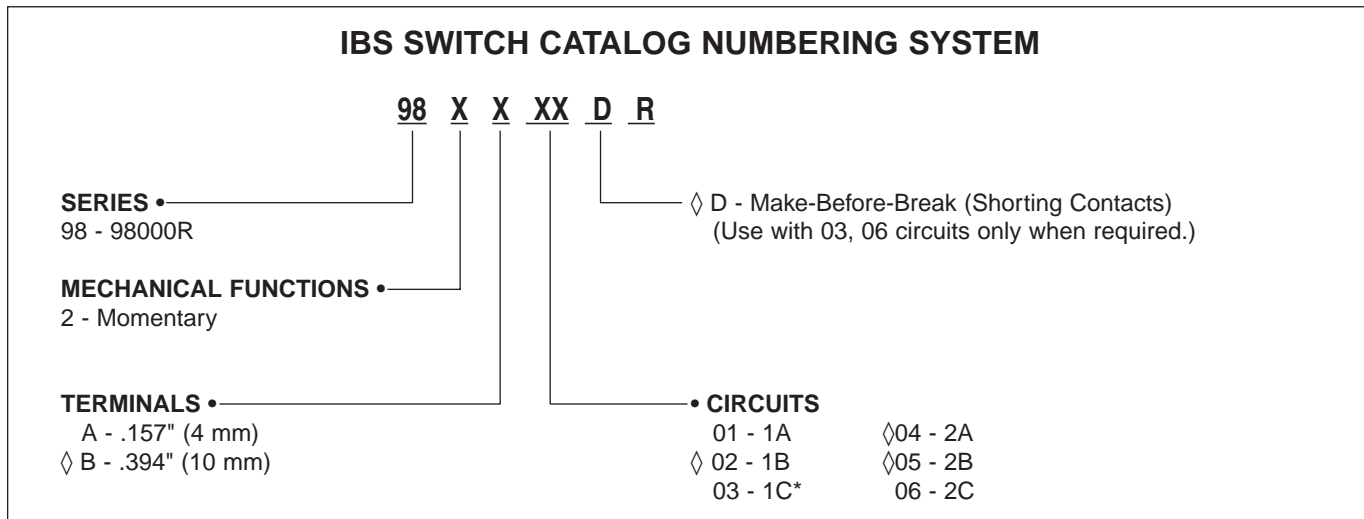 IBS SWITCH CATALOG NUMBERING SYSTEM
98 X X XX D R
SERIES •
98 - 98000R
◊ D - Make-Before-Break (Shorting Contacts)
(Use with 03, 06 circuits only when required.)
MECHANICAL FUNCTIONS •
2 - Momentary
TERMINALS •
A - .157" (4 mm)
◊ B - .394" (10 mm)
• CIRCUITS
01 - 1A ◊04 - 2A
◊ 02 - 1B ◊05 - 2B
03 - 1C* 06 - 2C